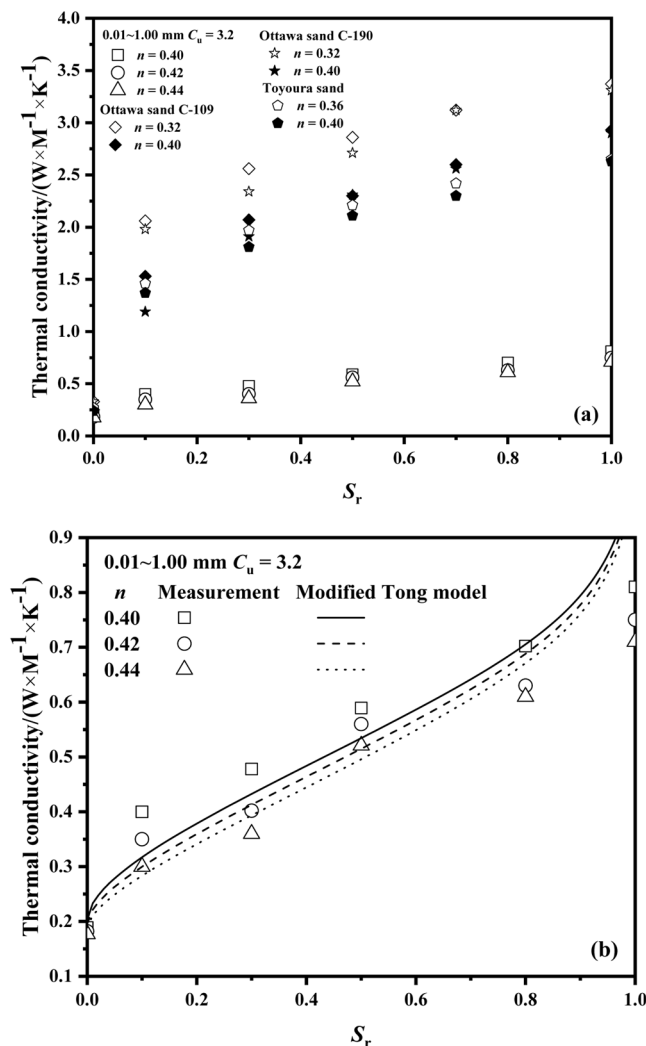 4.0
3.5
3.0
2.5
2.0
1.5
1.0
0.5
0.0
Thermal conductivity/(W×M⁻¹×K⁻¹)
0.01~1.00 mm Cᵤ = 3.2
n = 0.40
n = 0.42
n = 0.44
Ottawa sand C-109
n = 0.32
n = 0.40
Ottawa sand C-190
n = 0.32
n = 0.40
Toyoura sand
n = 0.36
n = 0.40
(a)
0.0 0.2 0.4 0.6 0.8 1.0
Sᵣ
0.9
0.8
0.7
0.6
0.5
0.4
0.3
0.2
0.1
Thermal conductivity/(W×M⁻¹×K⁻¹)
0.01~1.00 mm Cᵤ = 3.2
n Measurement Modified Tong model
0.40
0.42
0.44
(b)
0.0 0.2 0.4 0.6 0.8 1.0
Sᵣ